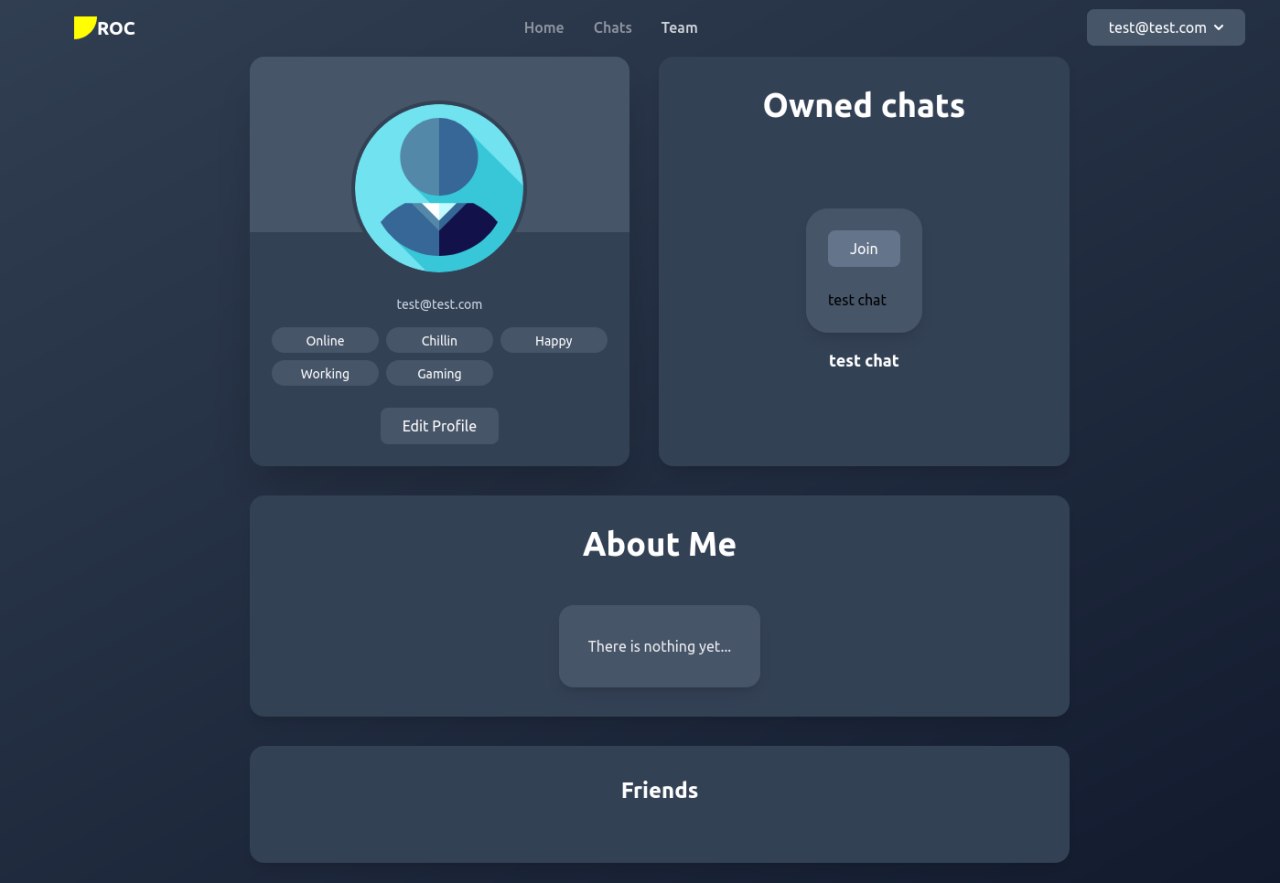 ROC
Home Chats Team
test@test.com
test@test.com
Online Chillin Happy
Working Gaming
Edit Profile
Owned chats
Join
test chat
test chat
About Me
There is nothing yet...
Friends